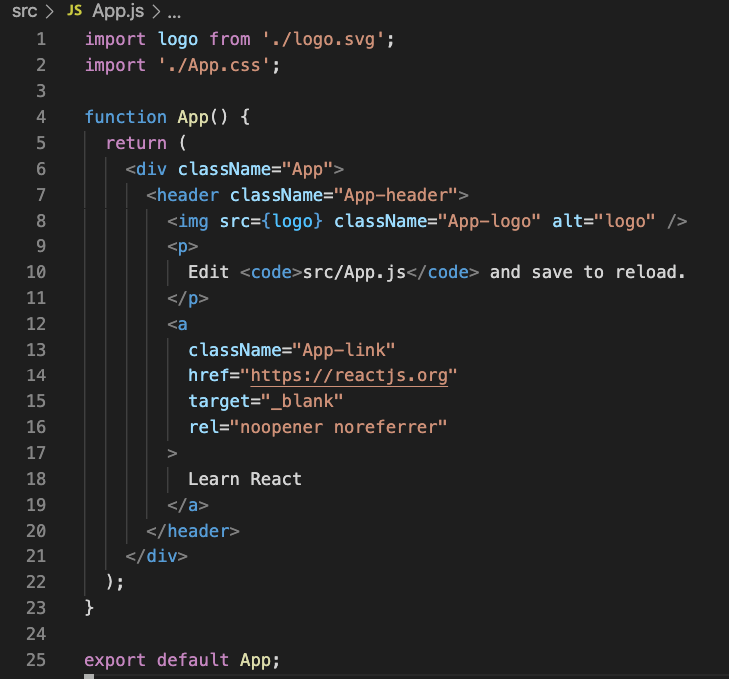 src > JS App.js > ...
1 import logo from './logo.svg';
2 import './App.css';
3
4 function App() {
5   return (
6     <div className="App">
7       <header className="App-header">
8         <img src={logo} className="App-logo" alt="logo" />
9         <p>
10           Edit <code>src/App.js</code> and save to reload.
11         </p>
12         <a
13           className="App-link"
14           href="https://reactjs.org"
15           target="_blank"
16           rel="noopener noreferrer"
17         >
18           Learn React
19         </a>
20       </header>
21     </div>
22   );
23 }
24
25 export default App;